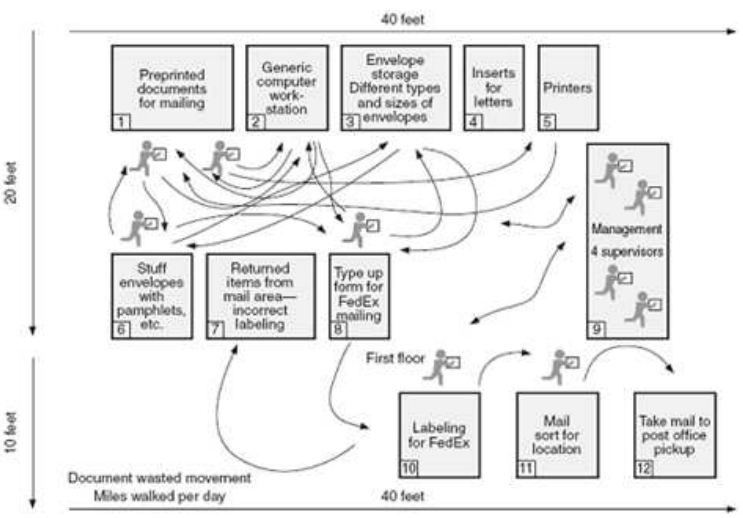 40 feet
20 feet
Preprinted
documents
for mailing
1
Generic
computer
work-
station
2
Envelope
storage
Different types
and sizes of
envelopes
3
Inserts
for
letters
4
Printers
5
Management
4 supervisors
9
Stuff
envelopes
with
pamphlets,
etc.
6
Returned
items from
mail area—
incorrect
labeling
7
Type up
form for
FedEx
mailing
8
First floor
10 feet
Labeling
for FedEx
10
Mail
sort for
location
11
Take mail to
post office
pickup
12
Document wasted movement
Miles walked per day
40 feet